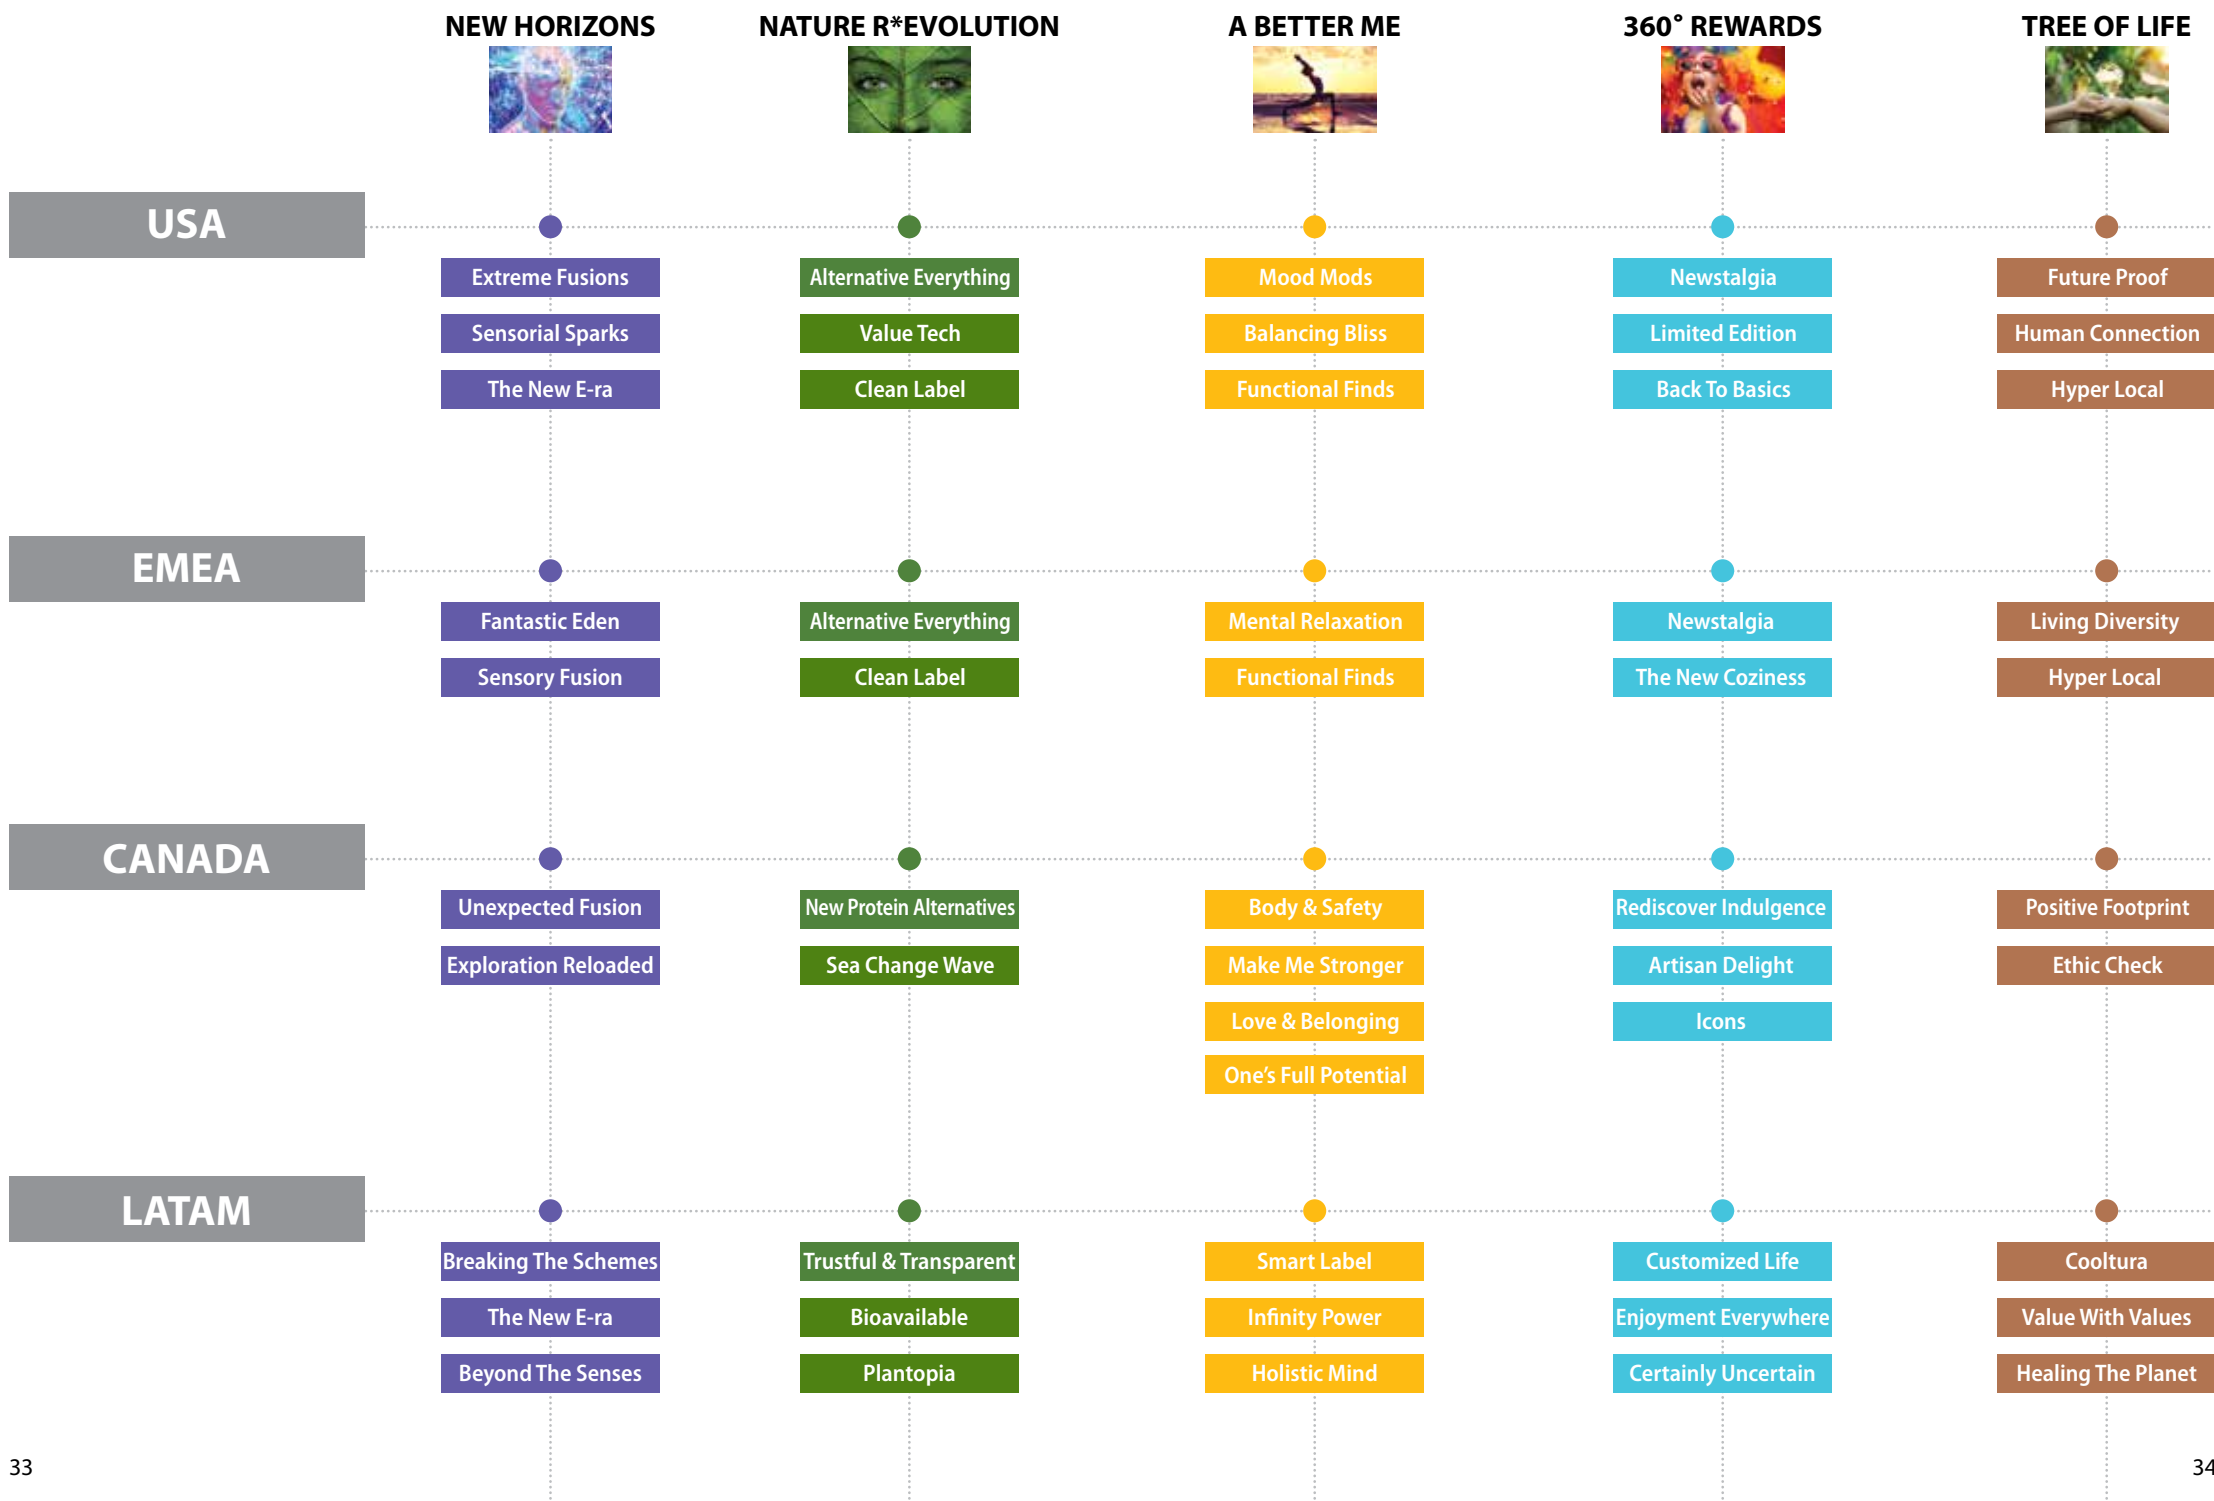 NEW HORIZONS
NATURE R*EVOLUTION
A BETTER ME
360° REWARDS
TREE OF LIFE
USA
Extreme Fusions
Alternative Everything
Mood Mods
Newstalgia
Future Proof
Sensorial Sparks
Value Tech
Balancing Bliss
Limited Edition
Human Connection
The New E-ra
Clean Label
Functional Finds
Back To Basics
Hyper Local
EMEA
Fantastic Eden
Alternative Everything
Mental Relaxation
Newstalgia
Living Diversity
Sensory Fusion
Clean Label
Functional Finds
The New Coziness
Hyper Local
CANADA
Unexpected Fusion
New Protein Alternatives
Body & Safety
Rediscover Indulgence
Positive Footprint
Exploration Reloaded
Sea Change Wave
Make Me Stronger
Artisan Delight
Ethic Check
Love & Belonging
Icons
One's Full Potential
LATAM
Breaking The Schemes
Trustful & Transparent
Smart Label
Customized Life
Cooltura
The New E-ra
Bioavailable
Infinity Power
Enjoyment Everywhere
Value With Values
Beyond The Senses
Plantopia
Holistic Mind
Certainly Uncertain
Healing The Planet
33
34